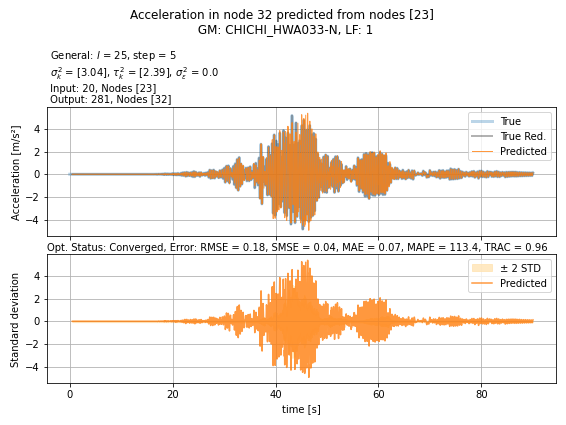 Acceleration in node 32 predicted from nodes [23]
GM: CHICHI_HWA033-N, LF: 1
General: l = 25, step = 5
σ²ₖ = [3.04], τ²ₖ = [2.39], σ²ε = 0.0
Input: 20, Nodes [23]
Output: 281, Nodes [32]
Acceleration [m/s²]
4
2
0
−2
−4
True
True Red.
Predicted
Opt. Status: Converged, Error: RMSE = 0.18, SMSE = 0.04, MAE = 0.07, MAPE = 113.4, TRAC = 0.96
Standard deviation
4
2
0
−2
−4
± 2 STD
Predicted
0 20 40 60 80
time [s]